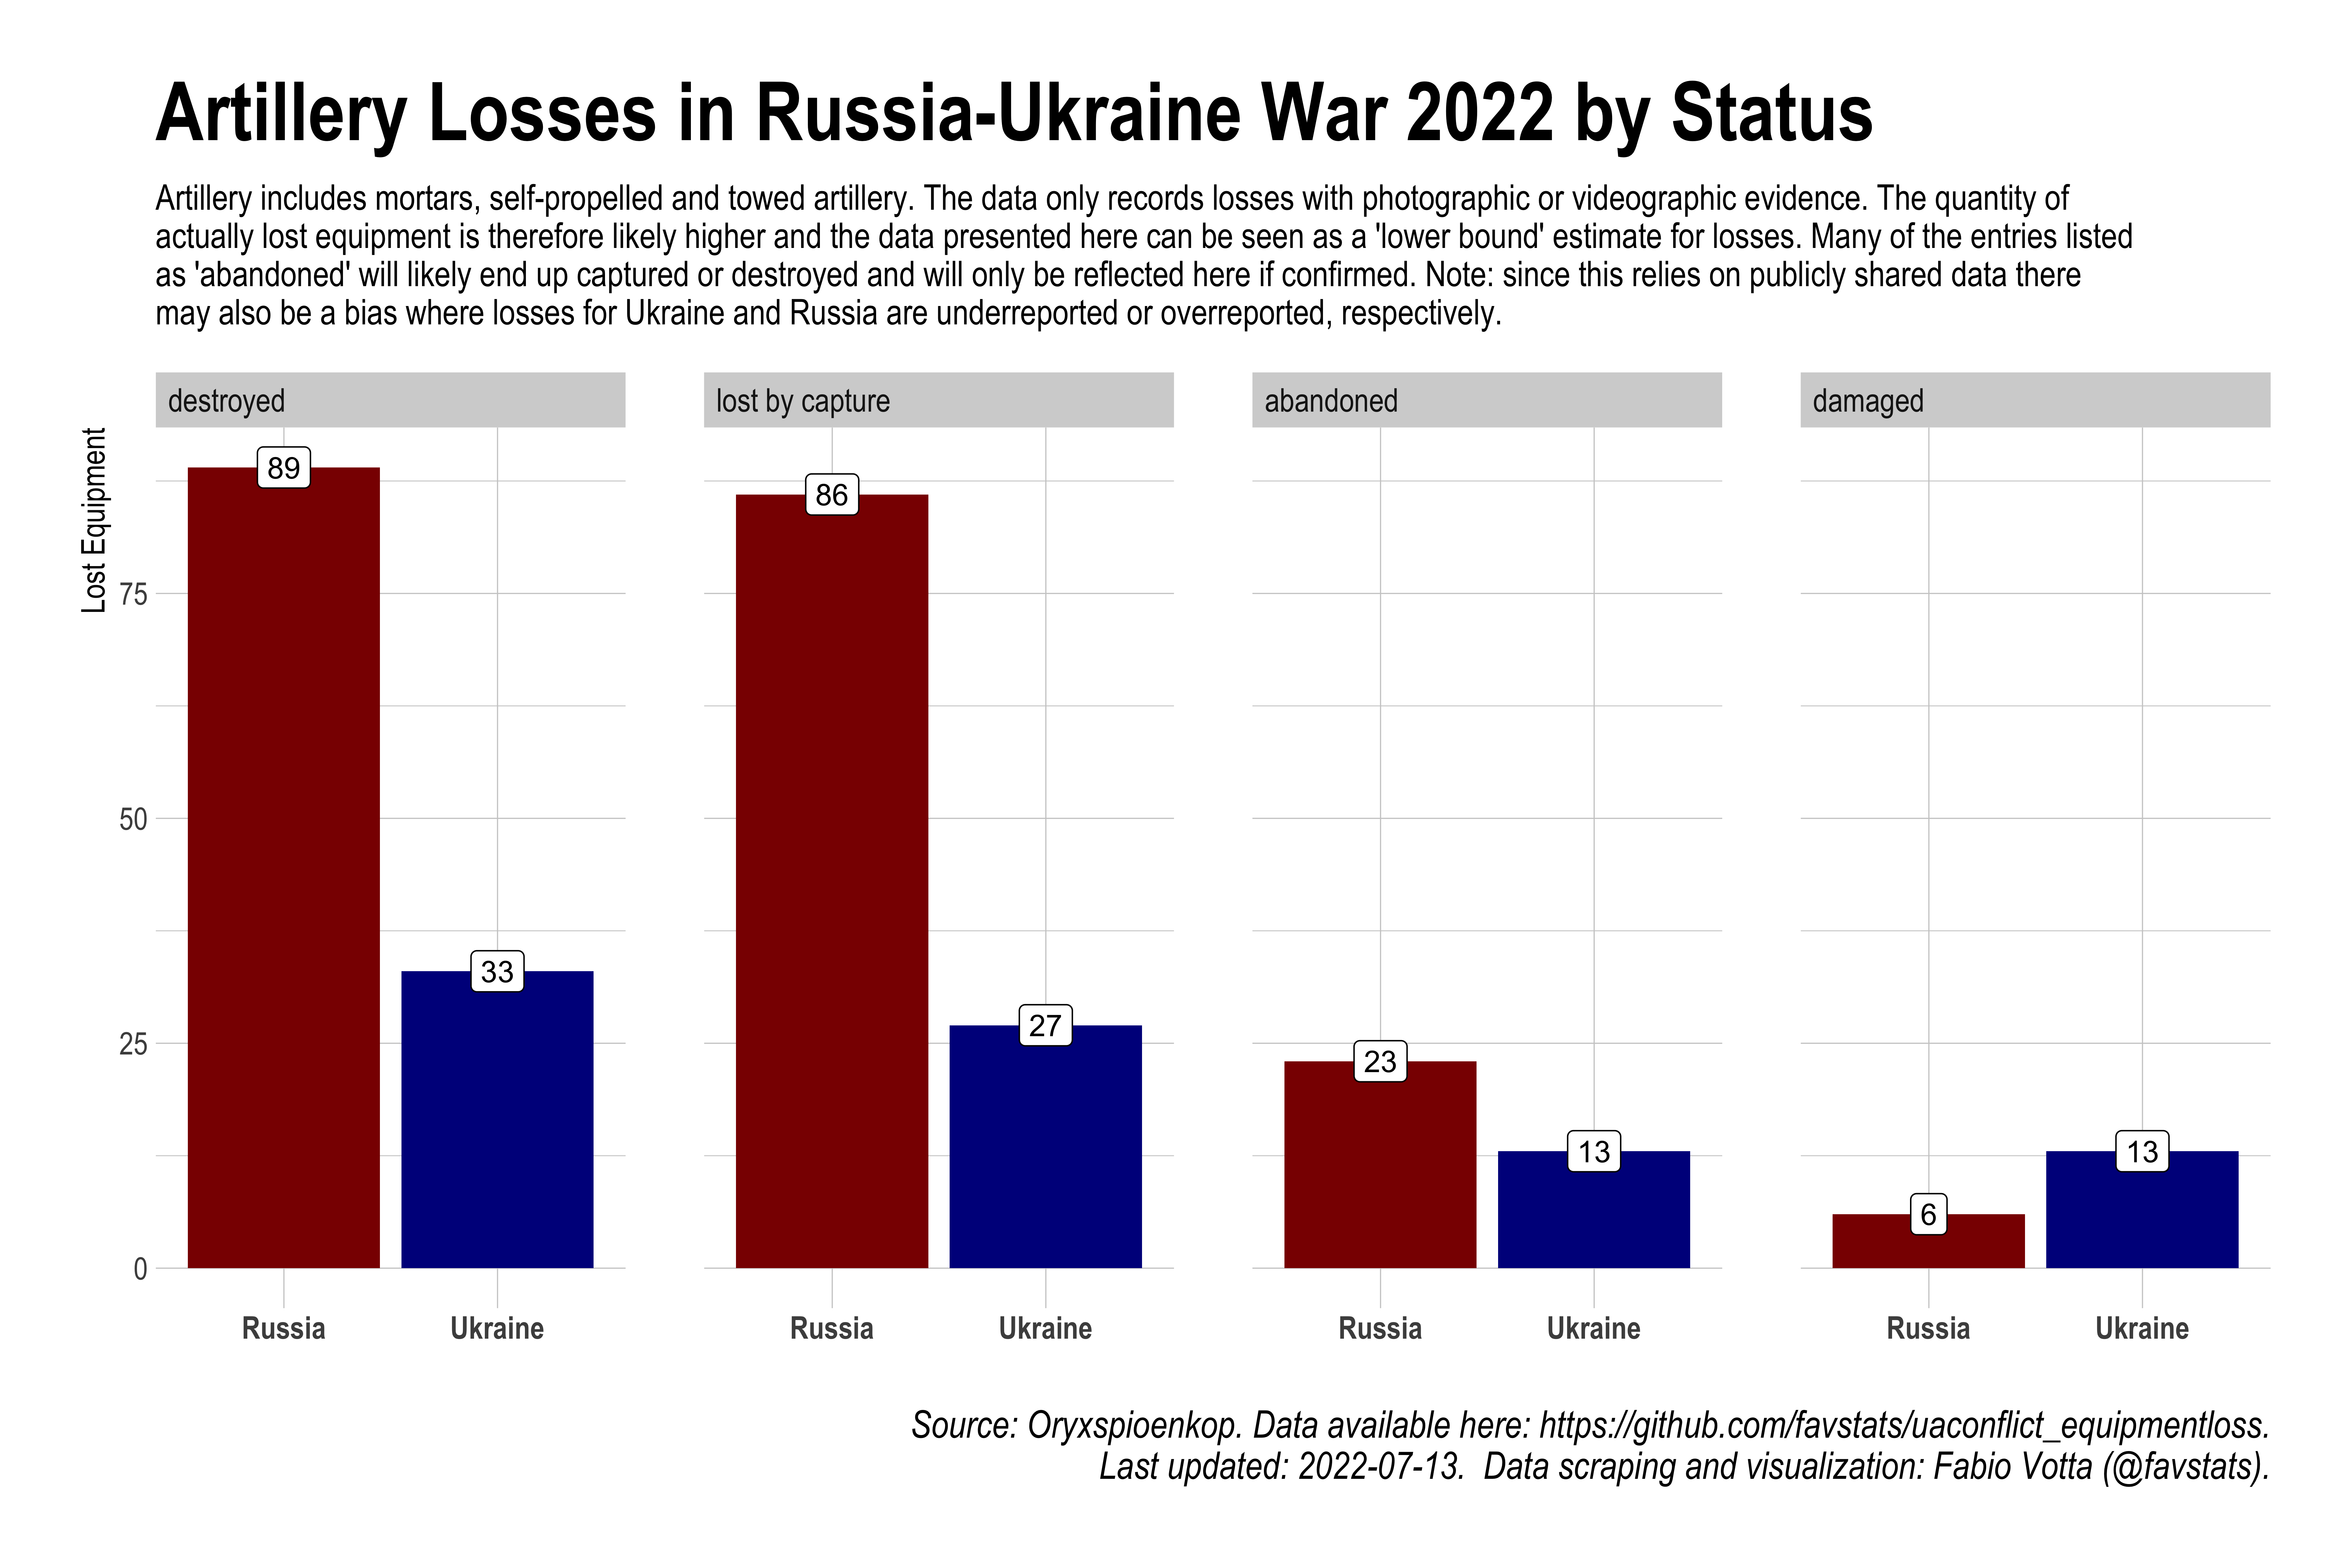 Artillery Losses in Russia-Ukraine War 2022 by Status
Artillery includes mortars, self-propelled and towed artillery. The data only records losses with photographic or videographic evidence. The quantity of
actually lost equipment is therefore likely higher and the data presented here can be seen as a 'lower bound' estimate for losses. Many of the entries listed
as 'abandoned' will likely end up captured or destroyed and will only be reflected here if confirmed. Note: since this relies on publicly shared data there
may also be a bias where losses for Ukraine and Russia are underreported or overreported, respectively.
destroyed
lost by capture
abandoned
damaged
Lost Equipment
75
50
25
0
89
33
86
27
23
13
6
13
Russia
Ukraine
Russia
Ukraine
Russia
Ukraine
Russia
Ukraine
Source: Oryxspioenkop. Data available here: https://github.com/favstats/uaconflict_equipmentloss.
Last updated: 2022-07-13. Data scraping and visualization: Fabio Votta (@favstats).